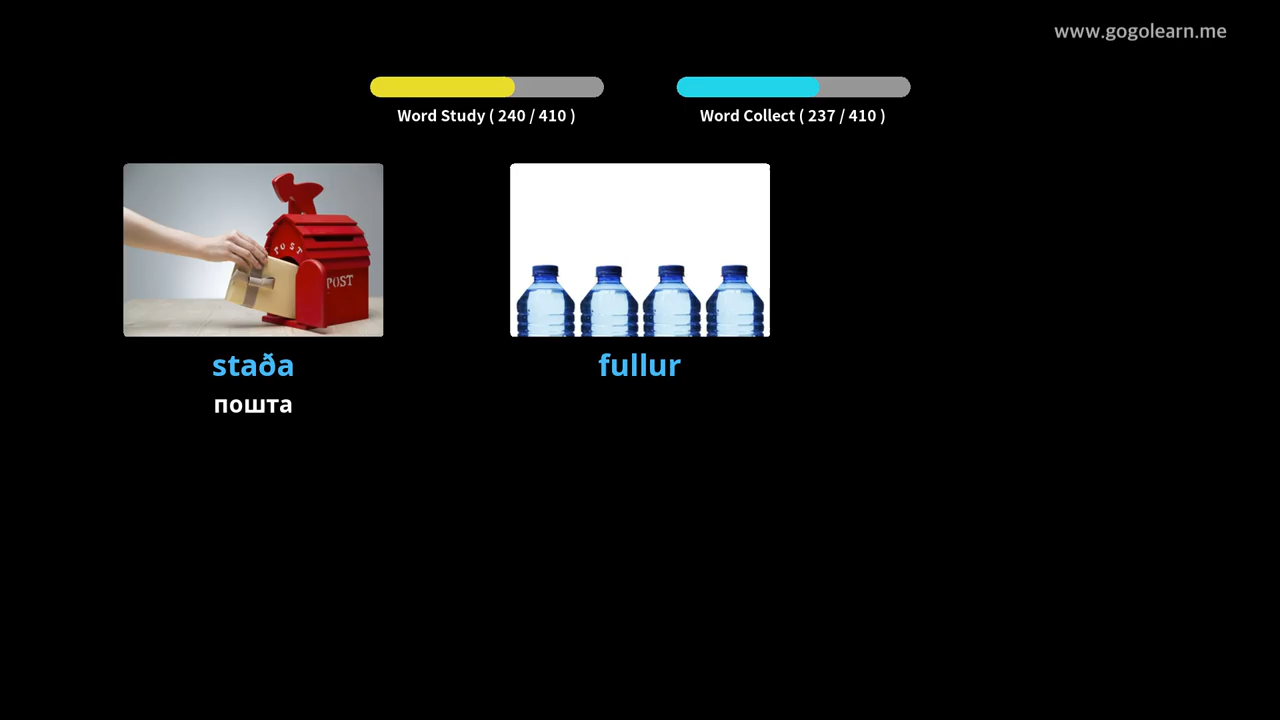 www.gogolearn.me
Word Study ( 240 / 410 )
Word Collect ( 237 / 410 )
POST
POST
staða
fullur
пошта